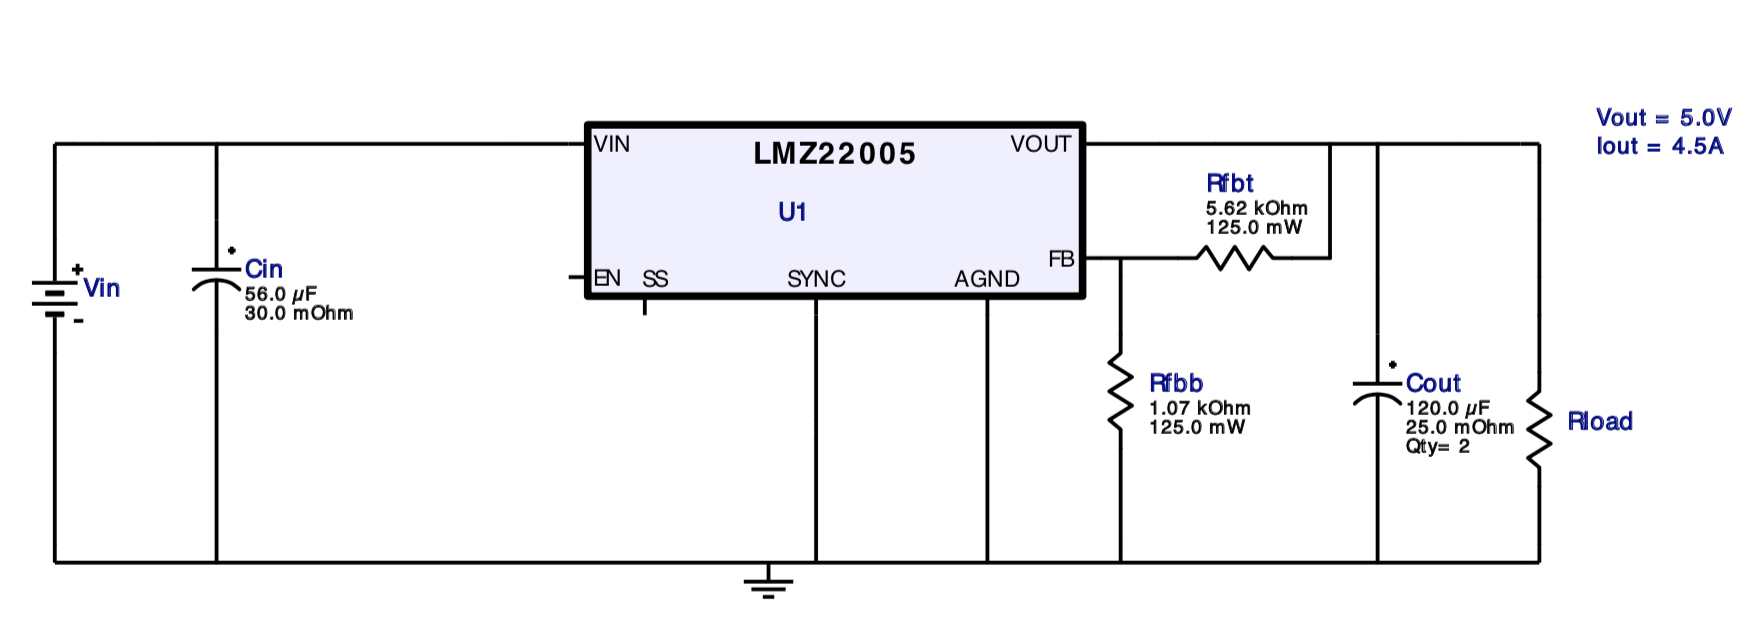 Vout = 5.0V
Iout = 4.5A
VIN
LMZ22005
VOUT
U1
Rfbt
5.62 kOhm
125.0 mW
FB
EN
SS
SYNC
AGND
+
Vin
-
Cin
56.0 µF
30.0 mOhm
Rfbb
1.07 kOhm
125.0 mW
Cout
120.0 µF
25.0 mOhm
Qty= 2
Rload